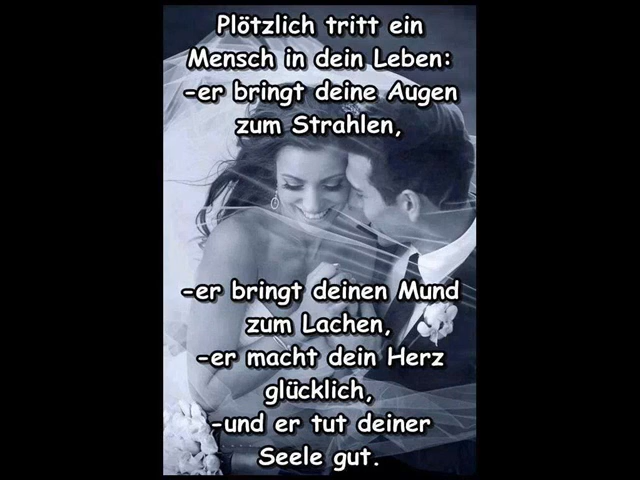 Plötzlich tritt ein
Mensch in dein Leben:
-er bringt deine Augen
zum Strahlen,
-er bringt deinen Mund
zum Lachen,
-er macht dein Herz
glücklich,
-und er tut deiner
Seele gut.